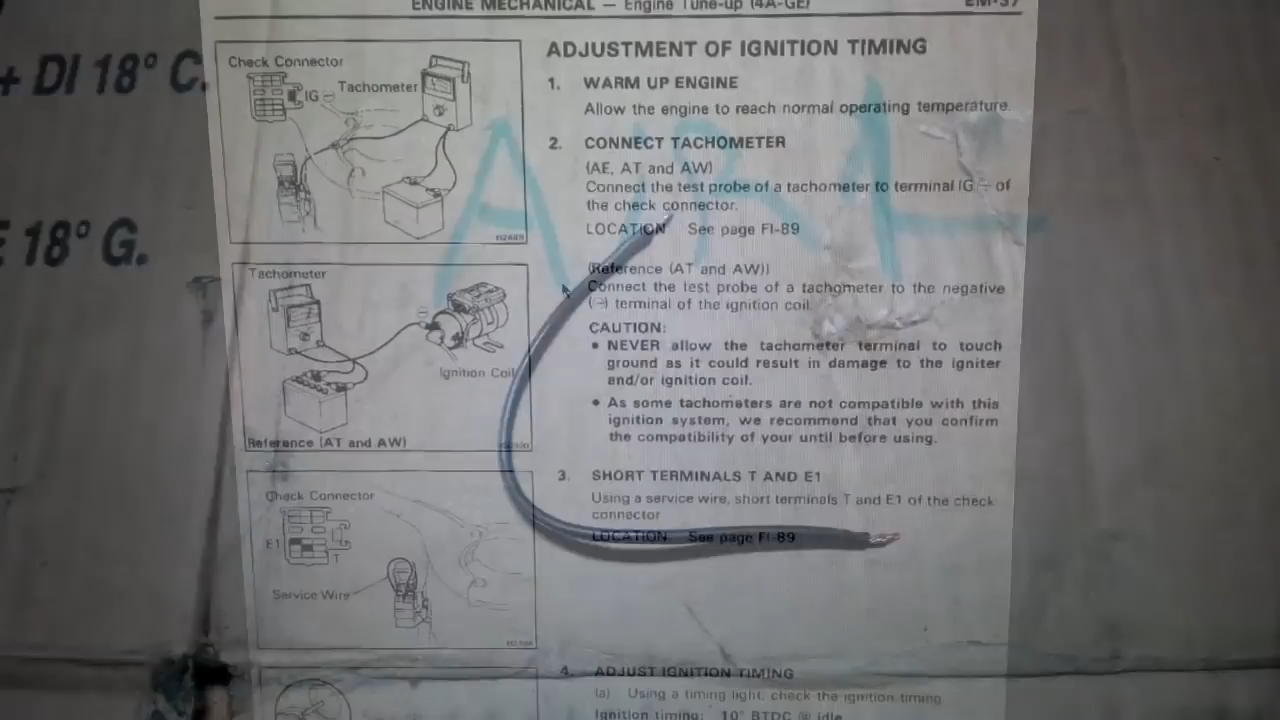 ENGINE MECHANICAL — Engine Tune-up (4A-GE)
EM-37
+ DI 18° C.
E 18° G.
Check Connector
IG ⊖
Tachometer
Tachometer
⊖
Ignition Coil
Reference (AT and AW)
Check Connector
E1
T
Service Wire
ADJUSTMENT OF IGNITION TIMING
1. WARM UP ENGINE
Allow the engine to reach normal operating temperature.
2. CONNECT TACHOMETER
(AE, AT and AW)
Connect the test probe of a tachometer to terminal IG ⊖ of
the check connector.
LOCATION See page FI-89
(Reference (AT and AW))
Connect the test probe of a tachometer to the negative
(−) terminal of the ignition coil.
CAUTION:
• NEVER allow the tachometer terminal to touch
ground as it could result in damage to the igniter
and/or ignition coil.
• As some tachometers are not compatible with this
ignition system, we recommend that you confirm
the compatibility of your until before using.
3. SHORT TERMINALS T AND E1
Using a service wire, short terminals T and E1 of the check
connector
LOCATION See page FI-89
4. ADJUST IGNITION TIMING
(a) Using a timing light, check the ignition timing
Ignition timing: 10° BTDC @ idle